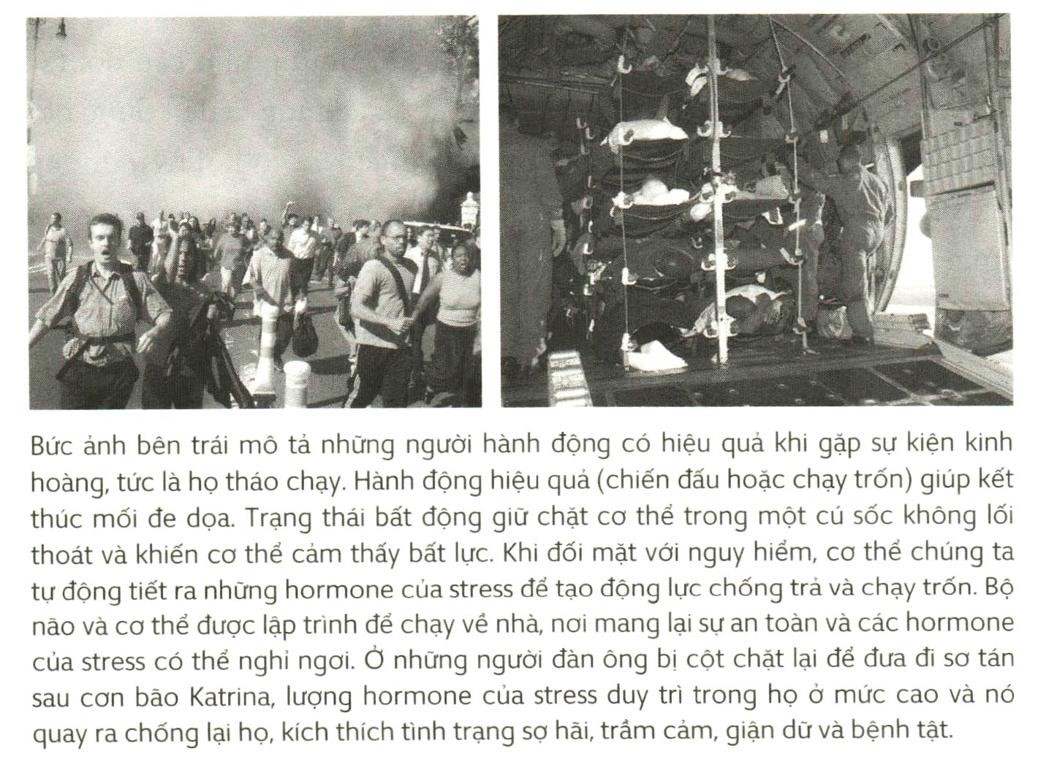 Bức ảnh bên trái mô tả những người hành động có hiệu quả khi gặp sự kiện kinh
hoàng, tức là họ tháo chạy. Hành động hiệu quả (chiến đấu hoặc chạy trốn) giúp kết
thúc mối đe dọa. Trạng thái bất động giữ chặt cơ thể trong một cú sốc không lối
thoát và khiến cơ thể cảm thấy bất lực. Khi đối mặt với nguy hiểm, cơ thể chúng ta
tự động tiết ra những hormone của stress để tạo động lực chống trả và chạy trốn. Bộ
não và cơ thể được lập trình để chạy về nhà, nơi mang lại sự an toàn và các hormone
của stress có thể nghỉ ngơi. Ở những người đàn ông bị cột chặt lại để đưa đi sơ tán
sau cơn bão Katrina, lượng hormone của stress duy trì trong họ ở mức cao và nó
quay ra chống lại họ, kích thích tình trạng sợ hãi, trầm cảm, giận dữ và bệnh tật.